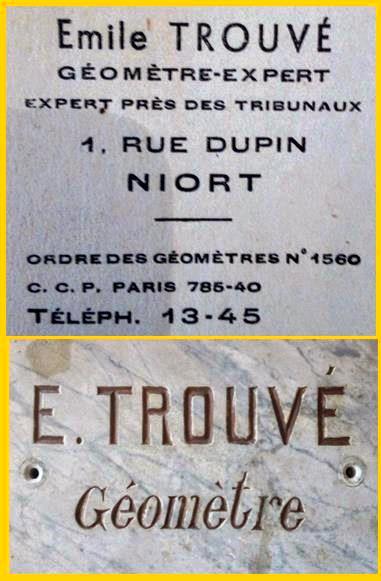 Emile TROUVÉ
GÉOMÈTRE-EXPERT
EXPERT PRÈS DES TRIBUNAUX
1, RUE DUPIN
NIORT
ORDRE DES GÉOMÈTRES N° 1560
C. C. P. PARIS 785-40
TÉLÉPH. 13-45
E. TROUVÉ
Géomètre